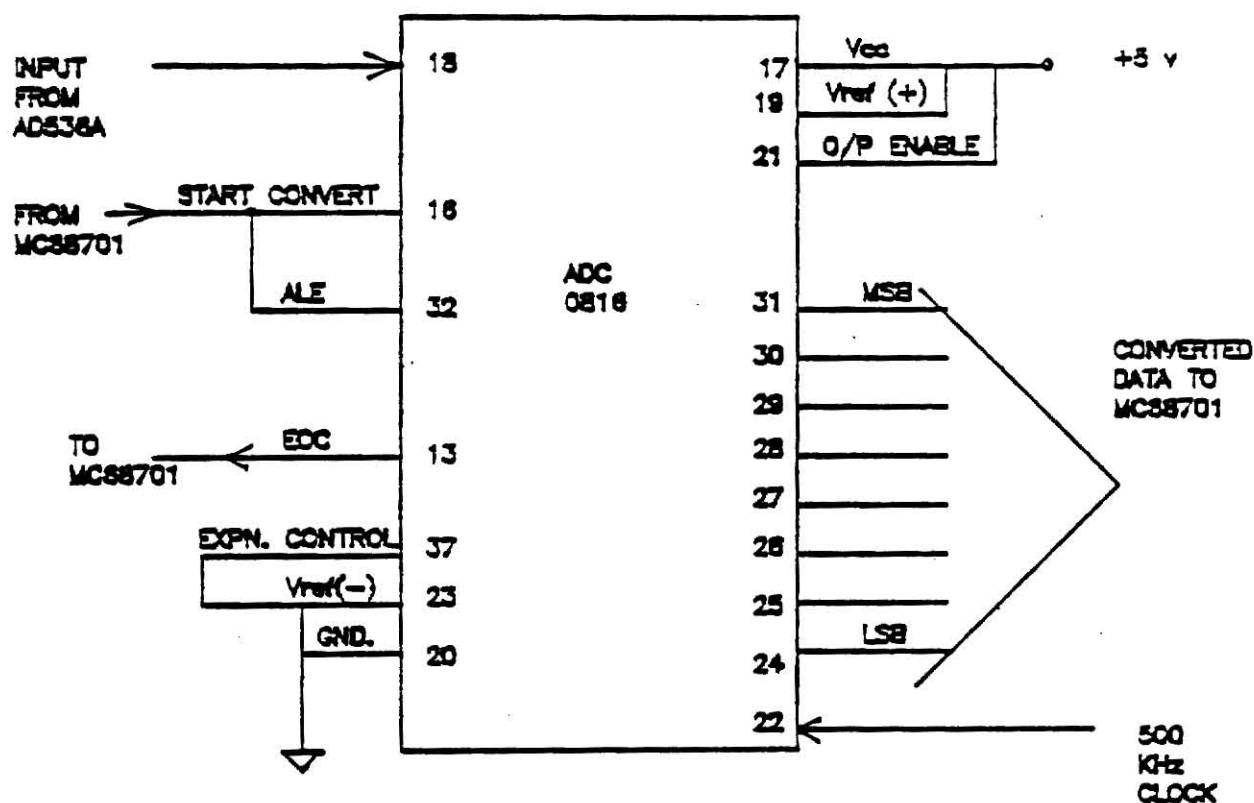 INPUT
FROM
AD536A
18
START CONVERT
FROM
MC68701
16
ALE
32
TO
MC68701
EOC
13
EXPN. CONTROL
37
Vref(-)
23
GND.
20
ADC
0816
17
Vcc
+5 v
19
Vref (+)
21
O/P ENABLE
31
MSB
30
29
28
27
26
25
24
LSB
CONVERTED
DATA TO
MC68701
22
500
KHz
CLOCK